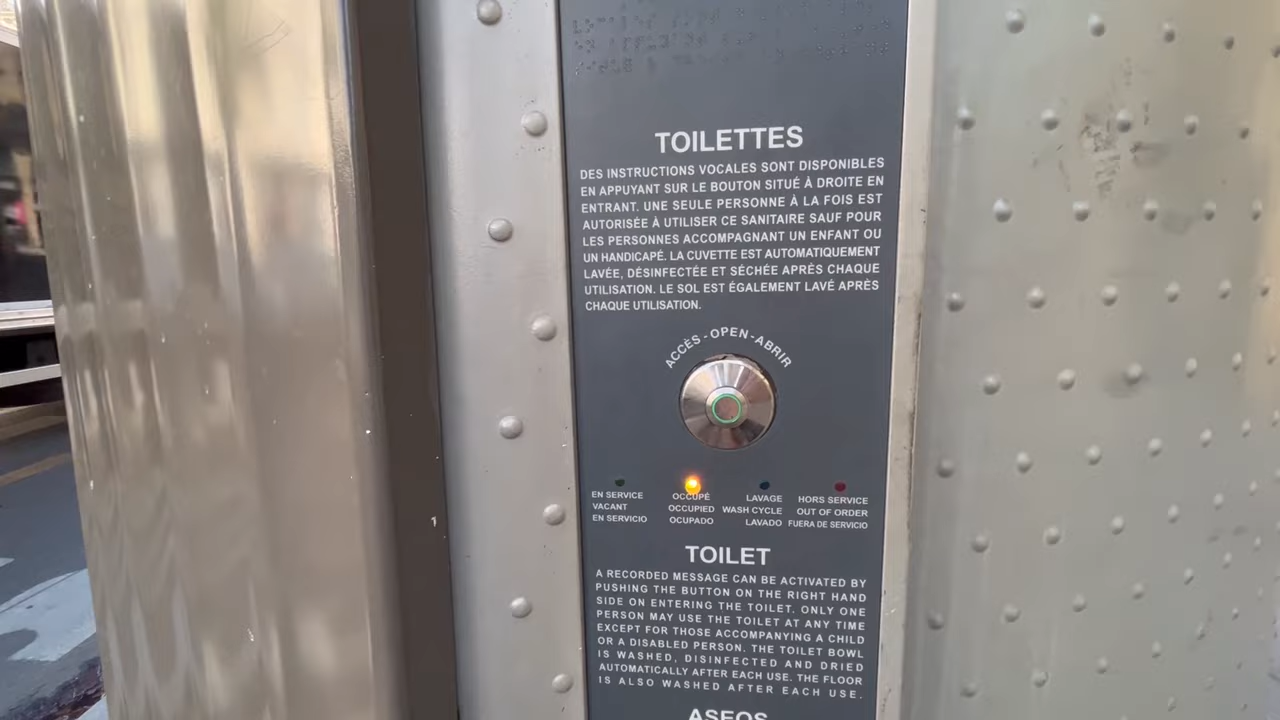 TOILETTES
DES INSTRUCTIONS VOCALES SONT DISPONIBLES
EN APPUYANT SUR LE BOUTON SITUÉ À DROITE EN
ENTRANT. UNE SEULE PERSONNE À LA FOIS EST
AUTORISÉE À UTILISER CE SANITAIRE SAUF POUR
LES PERSONNES ACCOMPAGNANT UN ENFANT OU
UN HANDICAPÉ. LA CUVETTE EST AUTOMATIQUEMENT
LAVÉE, DÉSINFECTÉE ET SÉCHÉE APRÈS CHAQUE
UTILISATION. LE SOL EST ÉGALEMENT LAVÉ APRÈS
CHAQUE UTILISATION.
ACCÈS-OPEN-ABRIR
EN SERVICE OCCUPÉ LAVAGE HORS SERVICE
VACANT OCCUPIED WASH CYCLE OUT OF ORDER
EN SERVICIO OCUPADO LAVADO FUERA DE SERVICIO
TOILET
A RECORDED MESSAGE CAN BE ACTIVATED BY
PUSHING THE BUTTON ON THE RIGHT HAND
SIDE ON ENTERING THE TOILET. ONLY ONE
PERSON MAY USE THE TOILET AT ANY TIME
EXCEPT FOR THOSE ACCOMPANYING A CHILD
OR A DISABLED PERSON. THE TOILET BOWL
IS WASHED, DISINFECTED AND DRIED
AUTOMATICALLY AFTER EACH USE. THE FLOOR
IS ALSO WASHED AFTER EACH USE.
ASEOS